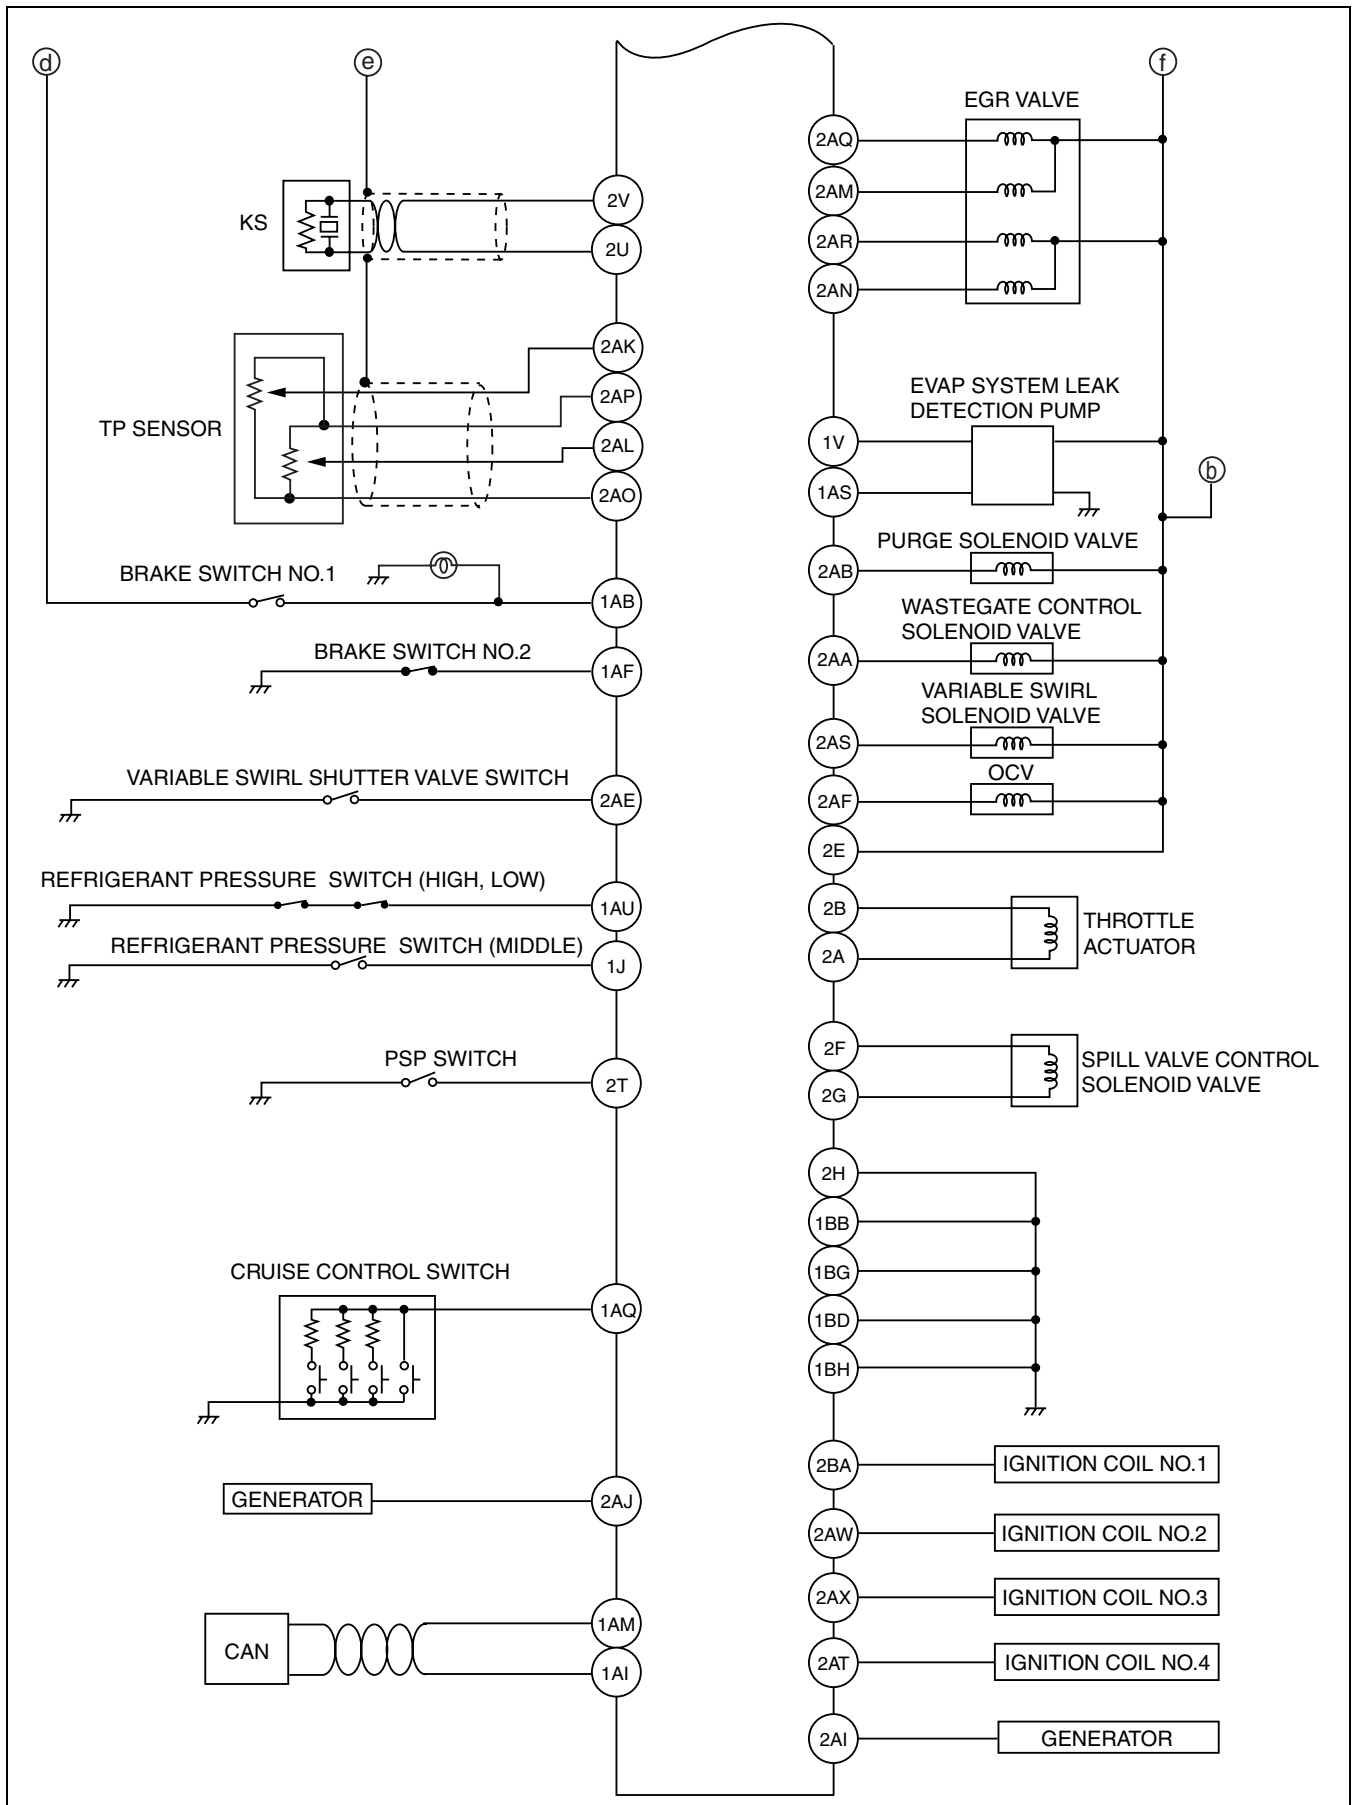 d
e
f
EGR VALVE
2AQ
2AM
2AR
2AN
KS
2V
2U
TP SENSOR
2AK
2AP
2AL
2AO
EVAP SYSTEM LEAK
DETECTION PUMP
1V
1AS
b
BRAKE SWITCH NO.1
1AB
PURGE SOLENOID VALVE
2AB
BRAKE SWITCH NO.2
1AF
WASTEGATE CONTROL
SOLENOID VALVE
2AA
VARIABLE SWIRL
SOLENOID VALVE
2AS
VARIABLE SWIRL SHUTTER VALVE SWITCH
2AE
OCV
2AF
2E
REFRIGERANT PRESSURE SWITCH (HIGH, LOW)
1AU
REFRIGERANT PRESSURE SWITCH (MIDDLE)
1J
2B
2A
THROTTLE
ACTUATOR
PSP SWITCH
2T
2F
2G
SPILL VALVE CONTROL
SOLENOID VALVE
2H
1BB
1BG
1BD
1BH
CRUISE CONTROL SWITCH
1AQ
2BA
IGNITION COIL NO.1
GENERATOR
2AJ
2AW
IGNITION COIL NO.2
2AX
IGNITION COIL NO.3
CAN
1AM
1AI
2AT
IGNITION COIL NO.4
2AI
GENERATOR